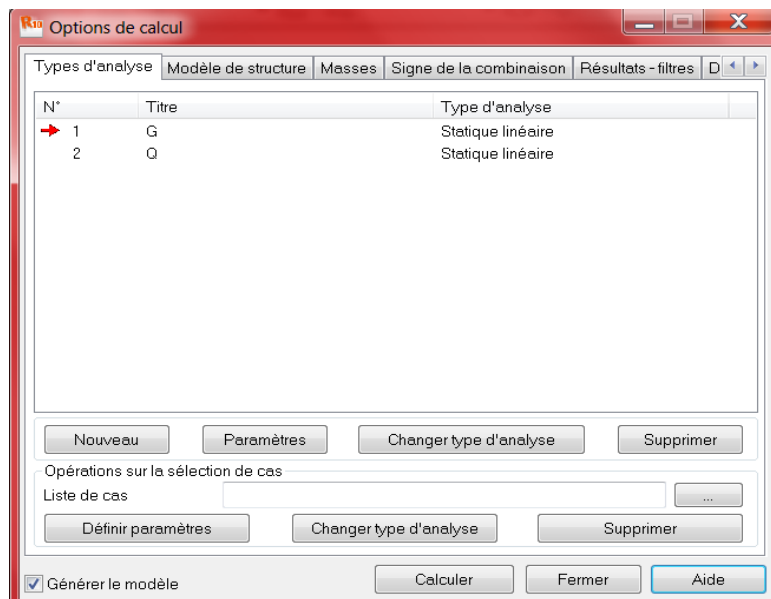 R10 Options de calcul
Types d'analyse Modèle de structure Masses Signe de la combinaison Résultats - filtres D
N° Titre Type d'analyse
1 G Statique linéaire
2 Q Statique linéaire
Nouveau Paramètres Changer type d'analyse Supprimer
Opérations sur la sélection de cas
Liste de cas ...
Définir paramètres Changer type d'analyse Supprimer
Générer le modèle Calculer Fermer Aide